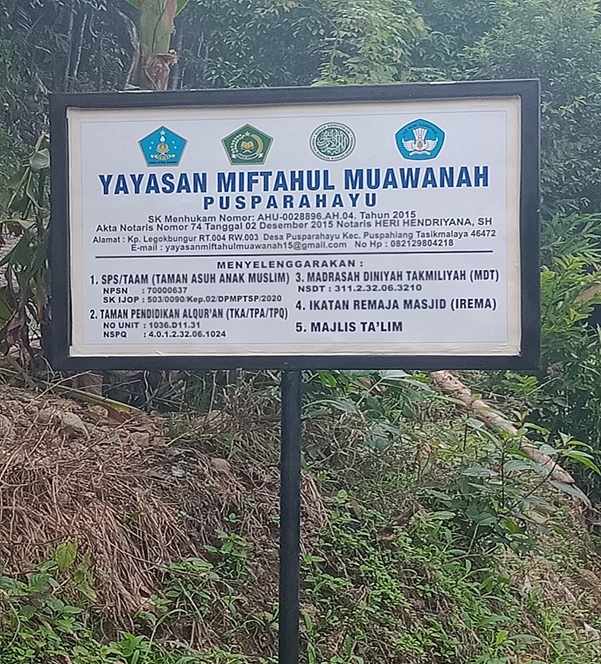 YAYASAN MIFTAHUL MUAWANAH
PUSPARAHAYU
SK Menhukam Nomor: AHU-0028896.AH.04. Tahun 2015
Akta Notaris Nomor 74 Tanggal 02 Desember 2015 Notaris HERI HENDRIYANA, SH
Alamat : Kp. Legokbungur RT.004 RW.003 Desa Pusparahayu Kec. Puspahiang Tasikmalaya 46472
E-mail : yayasanmiftahulmuawanah15@gmail.com No Hp : 082129804218
MENYELENGGARAKAN :
1. SPS/TAAM (TAMAN ASUH ANAK MUSLIM)
NPSN : 70000637
SK IJOP : 503/0090/Kep.02/DPMPTSP/2020
2. TAMAN PENDIDIKAN ALQUR'AN (TKA/TPA/TPQ)
NO UNIT : 1036.D11.31
NSPQ : 4.0.1.2.32.06.1024
3. MADRASAH DINIYAH TAKMILIYAH (MDT)
NSDT : 311.2.32.06.3210
4. IKATAN REMAJA MASJID (IREMA)
5. MAJLIS TA'LIM